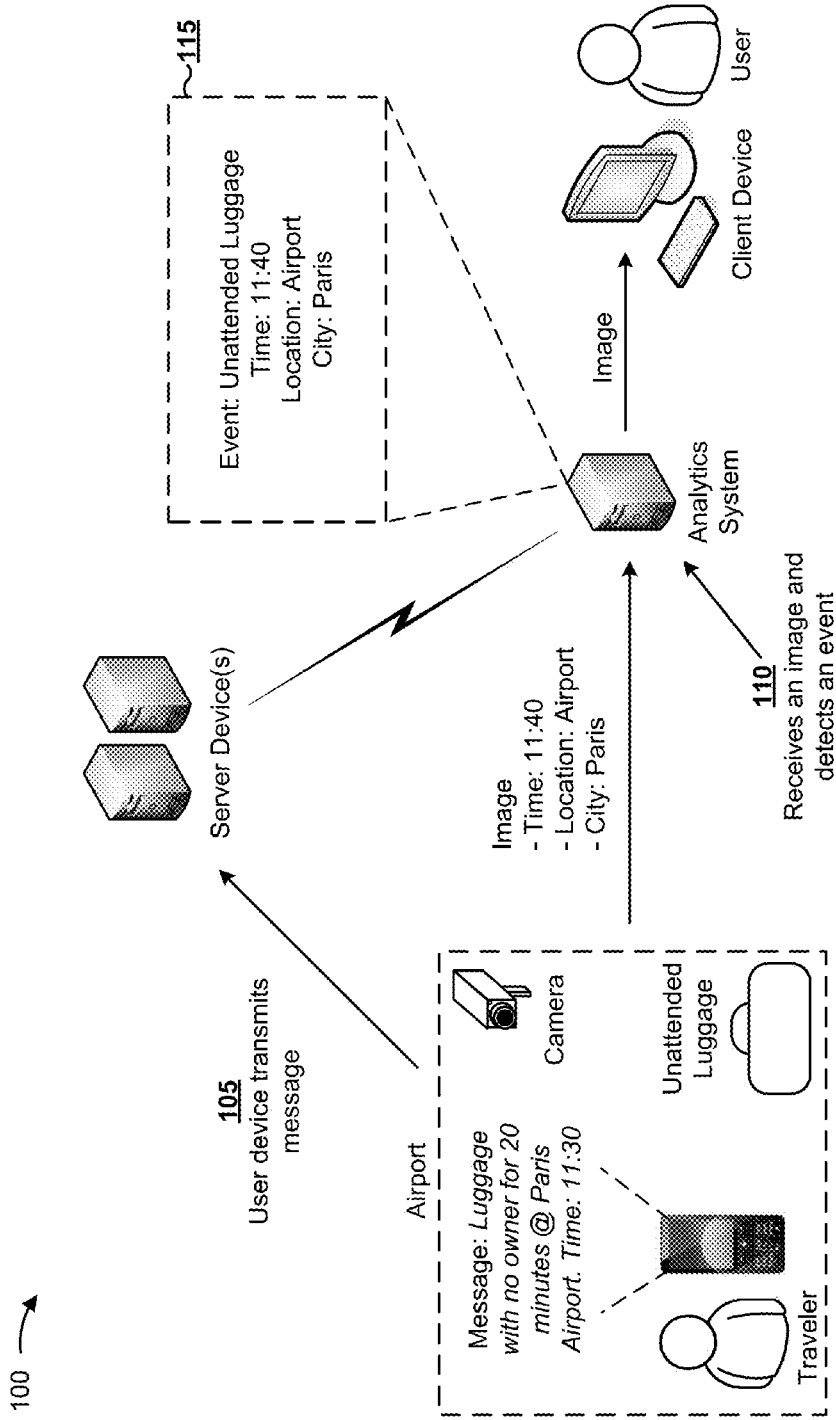 100
105
User device transmits
message
Server Device(s)
115
Event: Unattended Luggage
Time: 11:40
Location: Airport
City: Paris
Airport
Message: Luggage
with no owner for 20
minutes @ Paris
Airport. Time: 11:30
Traveler
Camera
Unattended
Luggage
Image
- Time: 11:40
- Location: Airport
- City: Paris
110
Receives an image and
detects an event
Analytics
System
Image
Client Device
User